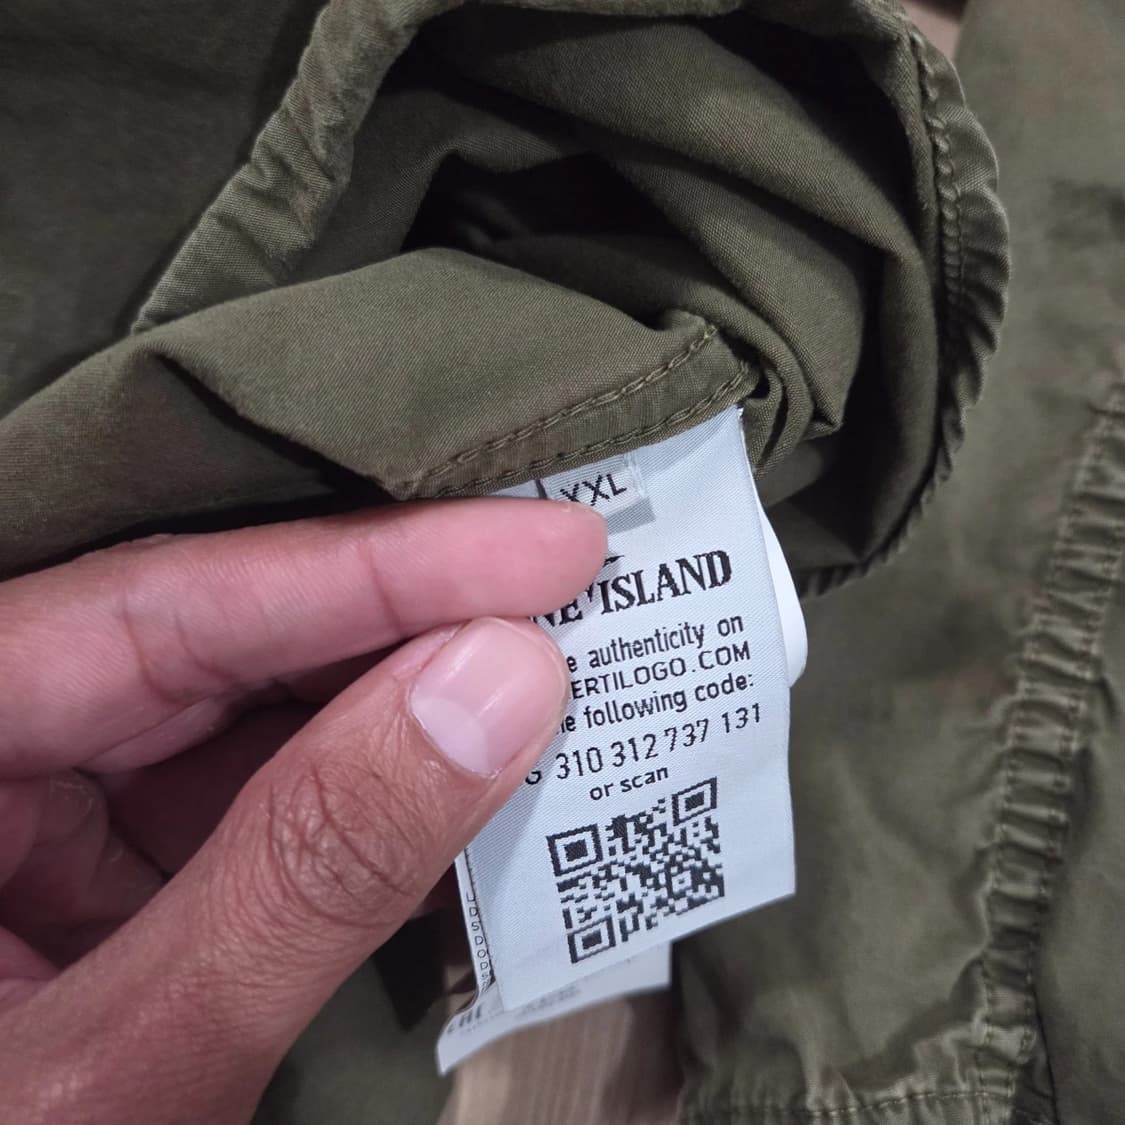 XXL
NE ISLAND
e authenticity on
ERTILOGO.COM
e following code:
G 310 312 737 131
or scan